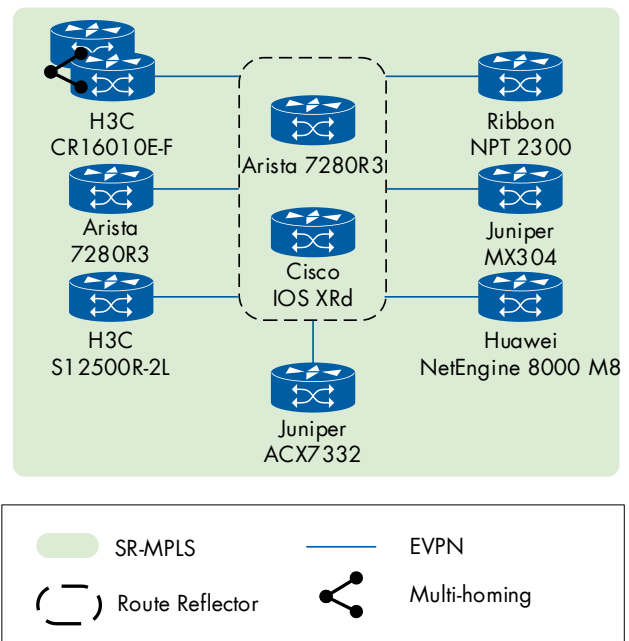 H3C
CR16010E-F
Ribbon
NPT 2300
Arista 7280R3
Arista
7280R3
Juniper
MX304
Cisco
IOS XRd
H3C
S12500R-2L
Huawei
NetEngine 8000 M8
Juniper
ACX7332
SR-MPLS
EVPN
Route Reflector
Multi-homing